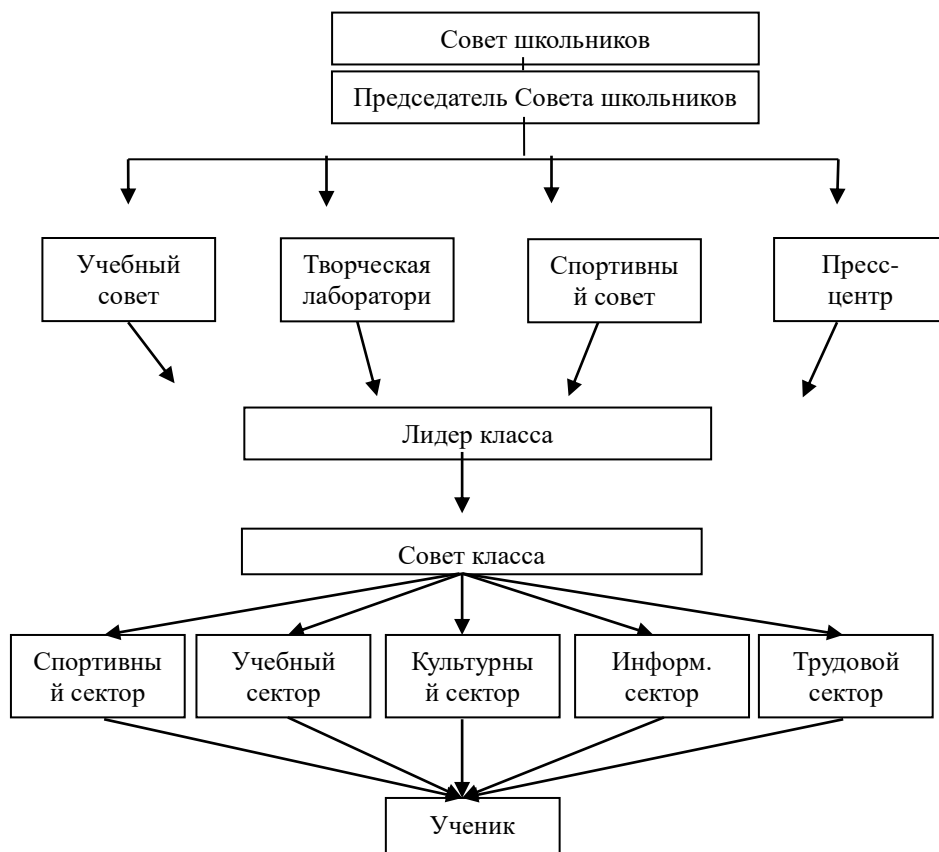 Совет школьников
Председатель Совета школьников
Учебный
совет
Творческая
лаборатори
Спортивны
й совет
Пресс-
центр
Лидер класса
Совет класса
Спортивны
й сектор
Учебный
сектор
Культурны
й сектор
Информ.
сектор
Трудовой
сектор
Ученик